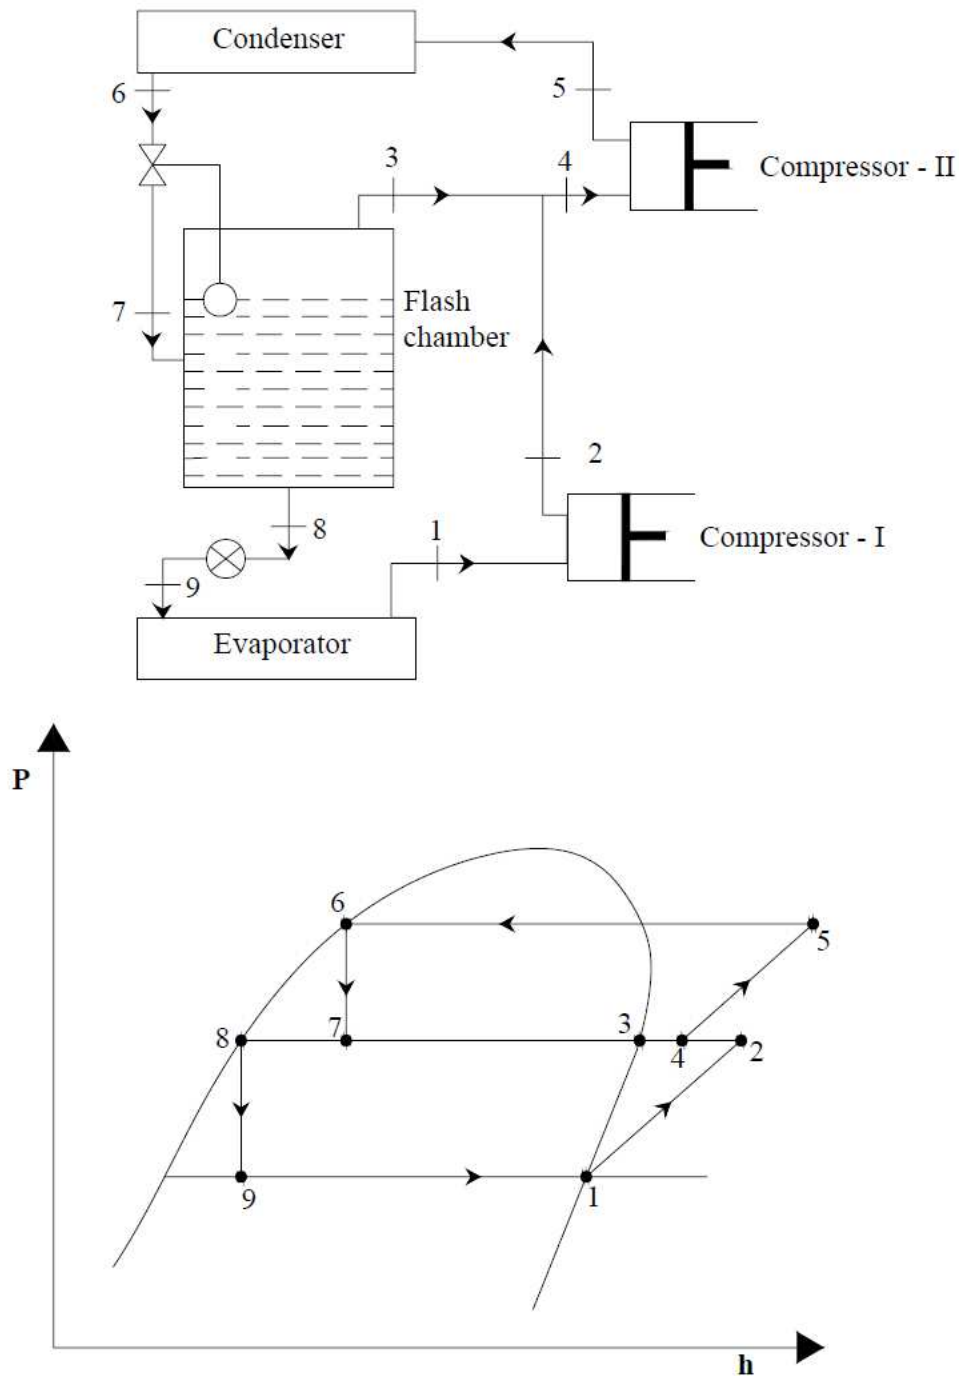 Condenser
6
5
3
4
Compressor - II
7
Flash
chamber
2
8
1
Compressor - I
9
Evaporator
P
6
5
8
7
3
4
2
9
1
h